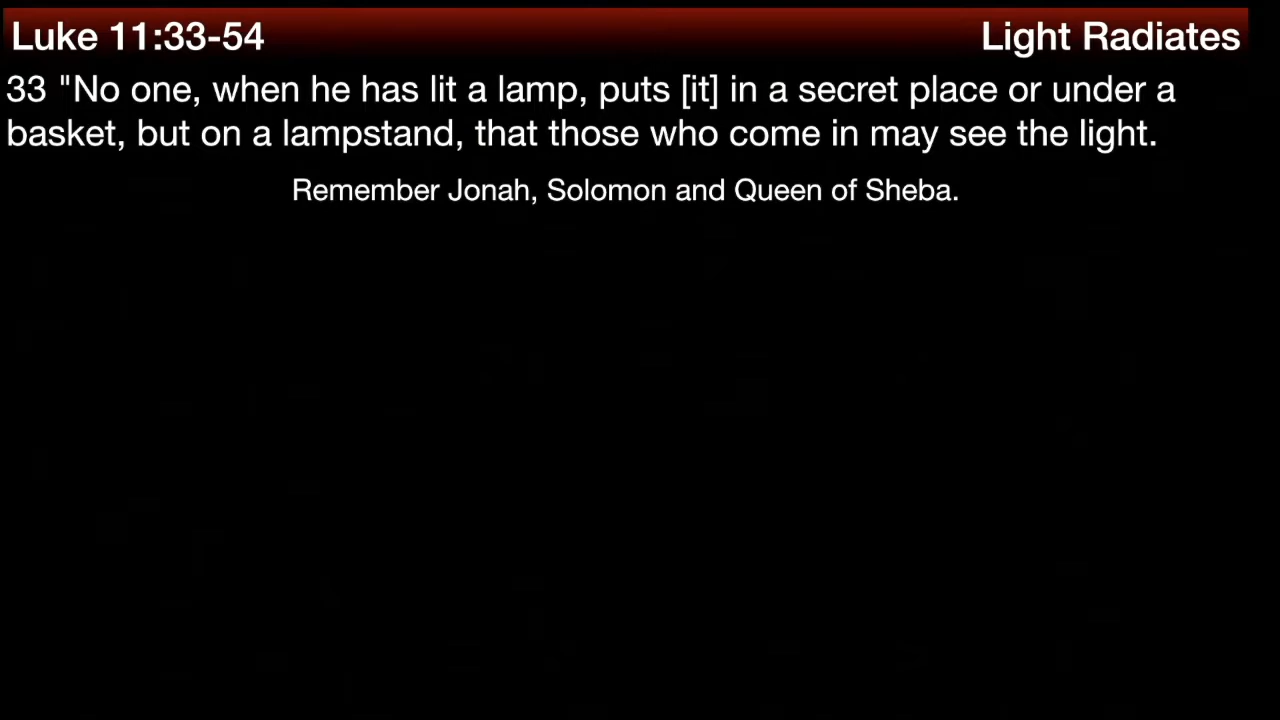 Luke 11:33-54 Light Radiates
33 "No one, when he has lit a lamp, puts [it] in a secret place or under a
basket, but on a lampstand, that those who come in may see the light.
Remember Jonah, Solomon and Queen of Sheba.